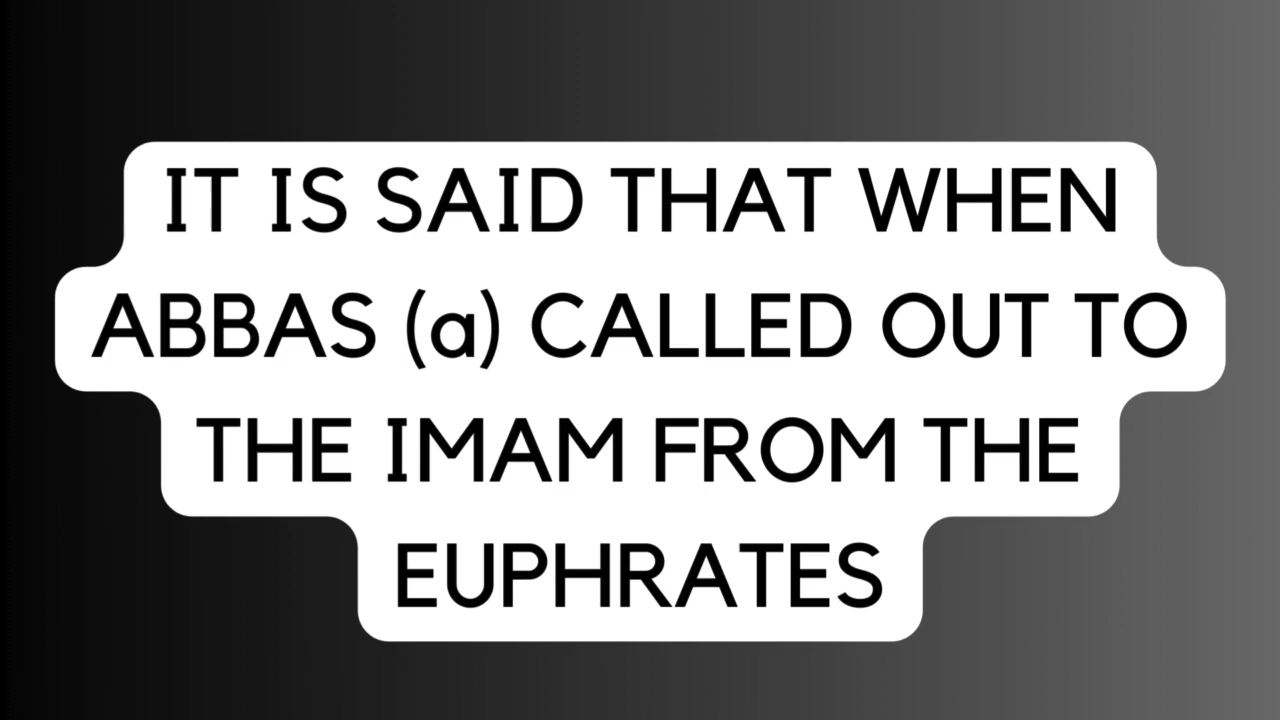 IT IS SAID THAT WHEN
ABBAS (a) CALLED OUT TO
THE IMAM FROM THE
EUPHRATES